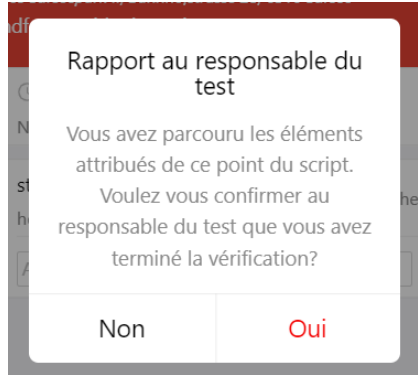 Rapport au responsable du
test
Vous avez parcouru les éléments
attribués de ce point du script.
Voulez vous confirmer au
responsable du test que vous avez
terminé la vérification?
Non
Oui